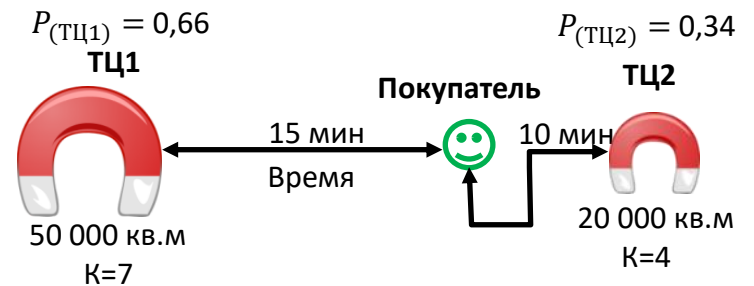 P(ТЦ1) = 0,66
ТЦ1
P(ТЦ2) = 0,34
ТЦ2
Покупатель
15 мин
Время
10 мин
50 000 кв.м
К=7
20 000 кв.м
К=4